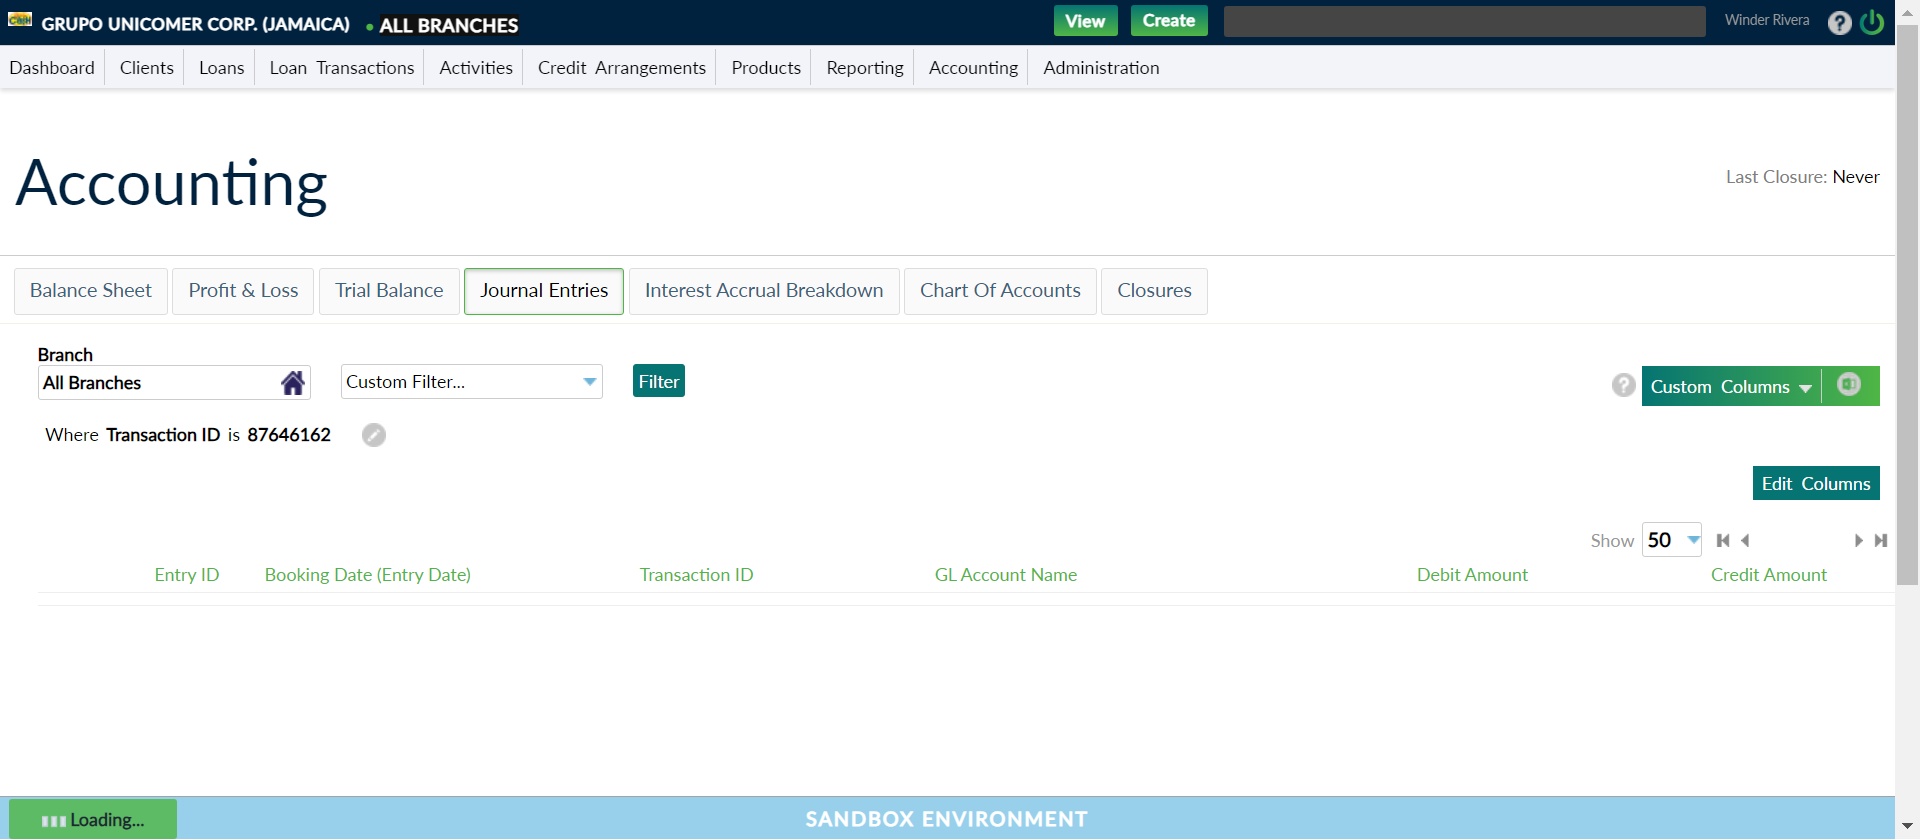 GRUPO UNICOMER CORP. (JAMAICA) ALL BRANCHES View Create Winder Rivera
Dashboard Clients Loans Loan Transactions Activities Credit Arrangements Products Reporting Accounting Administration
Accounting
Last Closure: Never
Balance Sheet Profit & Loss Trial Balance Journal Entries Interest Accrual Breakdown Chart Of Accounts Closures
Branch
All Branches Custom Filter... Filter Custom Columns
Where Transaction ID is 87646162
Edit Columns
Show 50
Entry ID Booking Date (Entry Date) Transaction ID GL Account Name Debit Amount Credit Amount
Loading... SANDBOX ENVIRONMENT